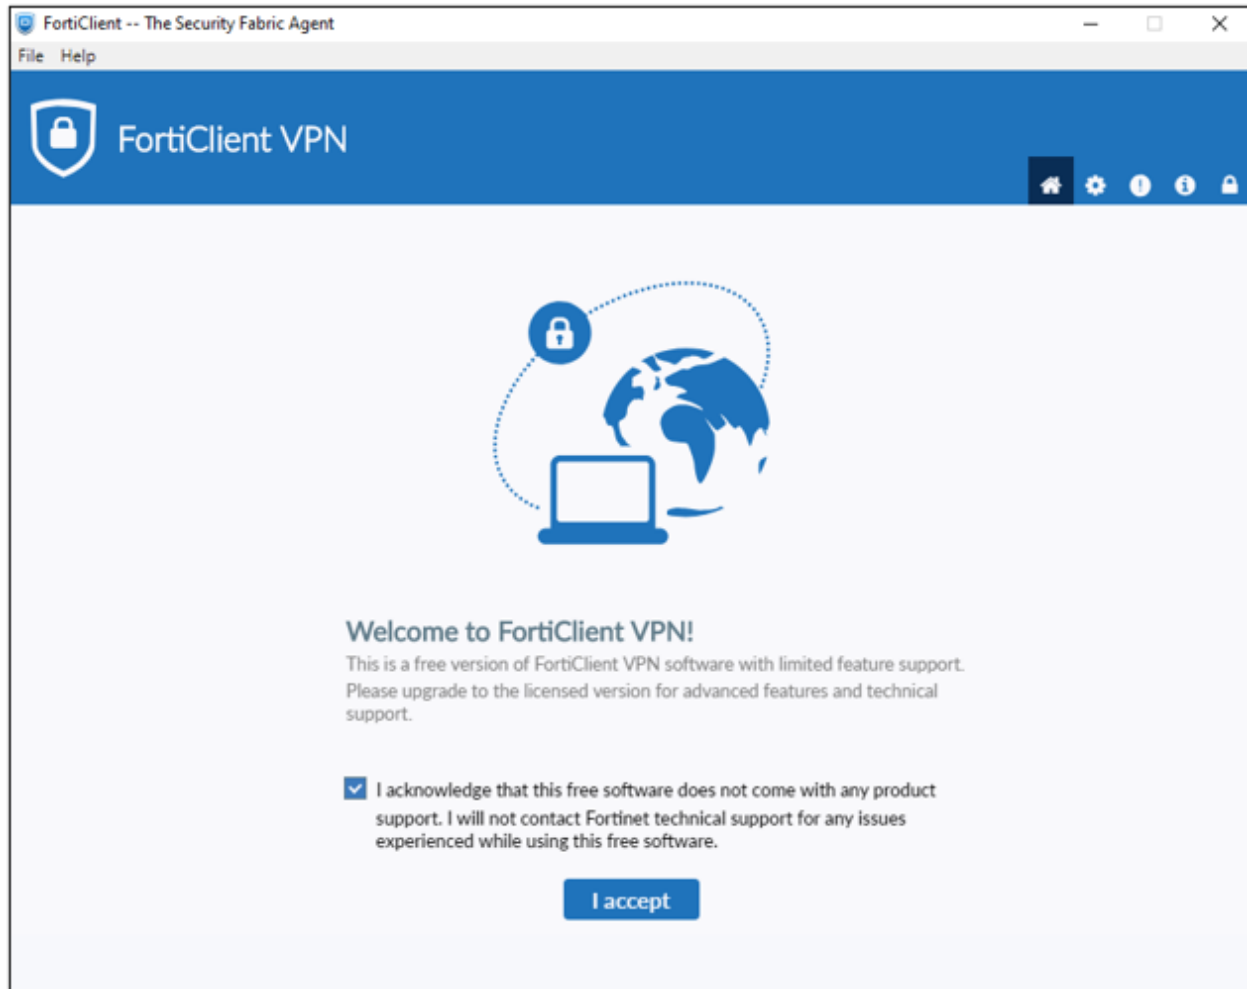 FortiClient -- The Security Fabric Agent
File Help
FortiClient VPN
Welcome to FortiClient VPN!
This is a free version of FortiClient VPN software with limited feature support.
Please upgrade to the licensed version for advanced features and technical
support.
I acknowledge that this free software does not come with any product
support. I will not contact Fortinet technical support for any issues
experienced while using this free software.
I accept